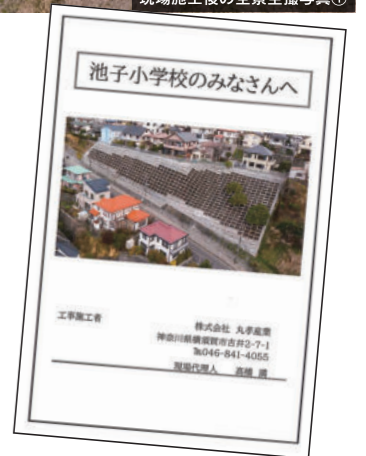 現場施工後の全景空撮写真①
池子小学校のみなさんへ
工事施工者
株式会社 丸孝産業
神奈川県横須賀市吉井2-7-1
℡046-841-4055
現場代理人 高橋